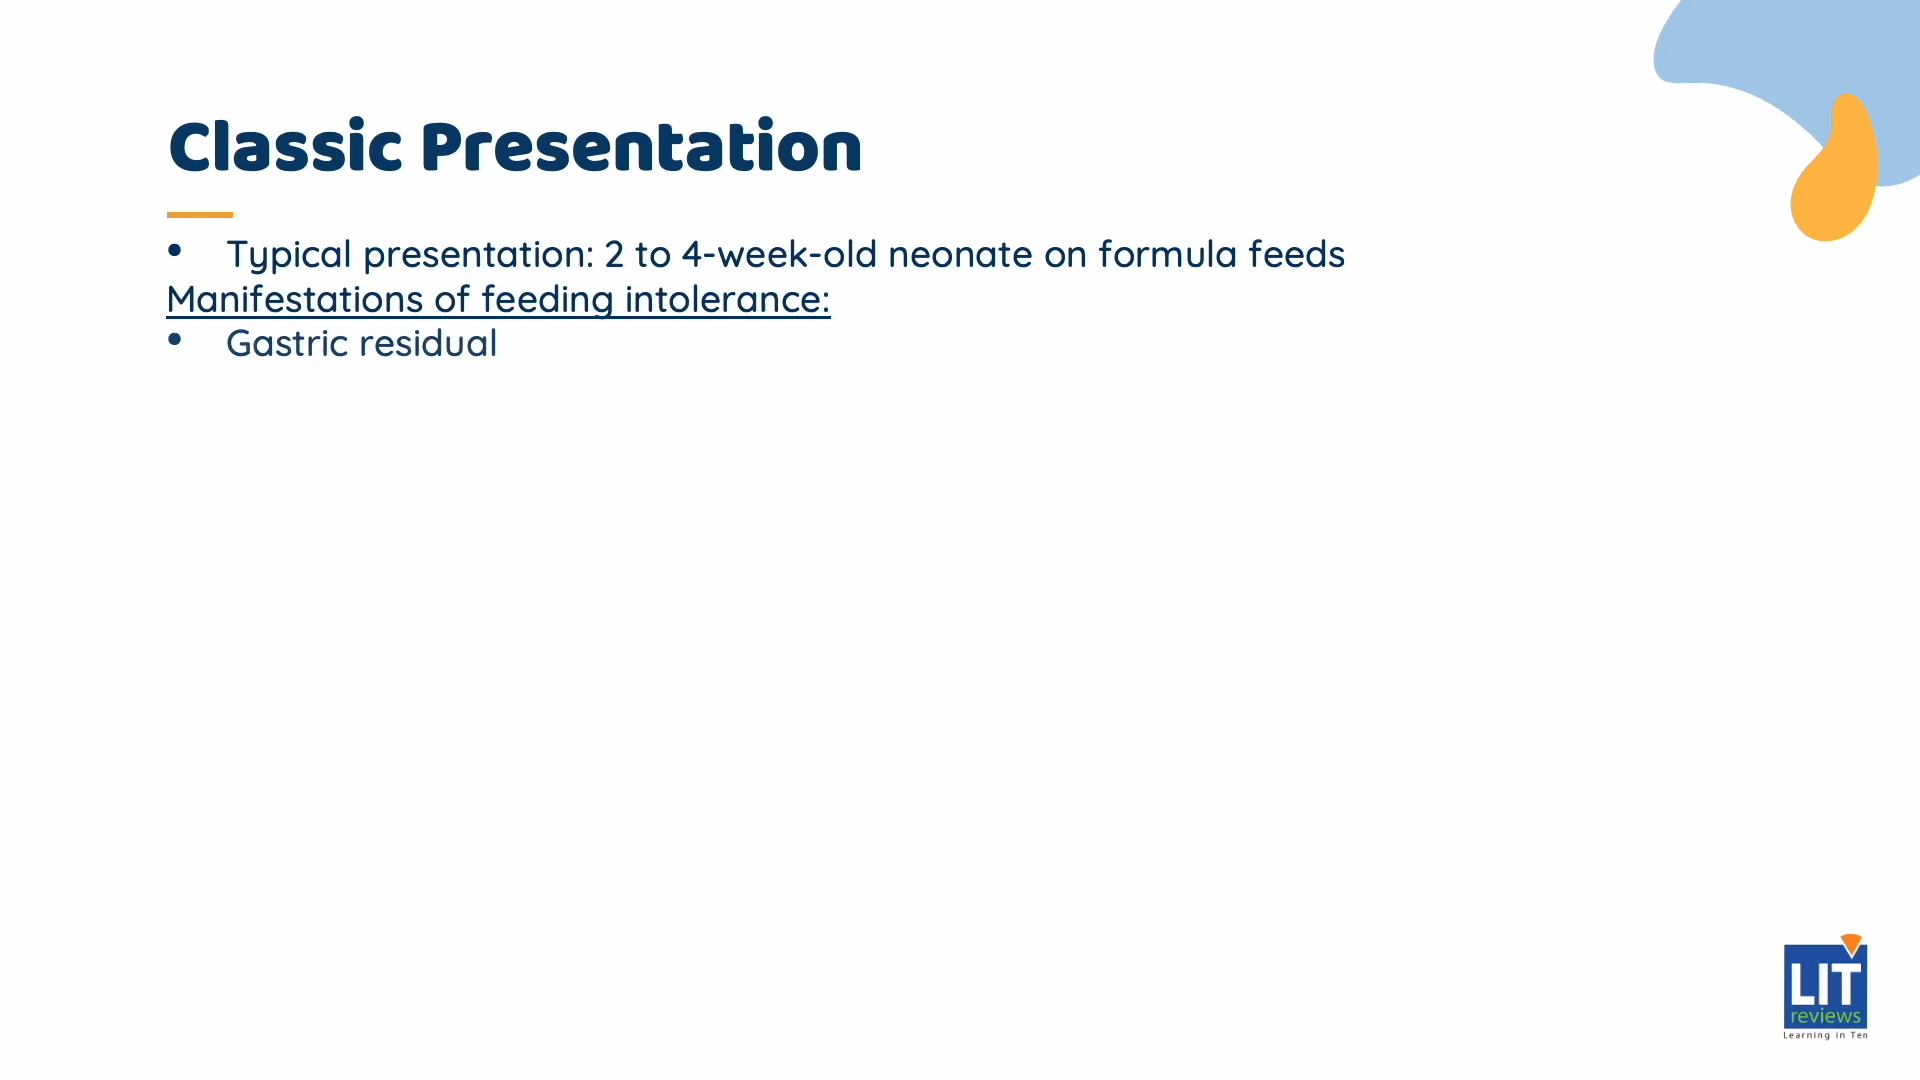 Classic Presentation
• Typical presentation: 2 to 4-week-old neonate on formula feeds
Manifestations of feeding intolerance:
• Gastric residual
LIT
reviews
Learning in Ten